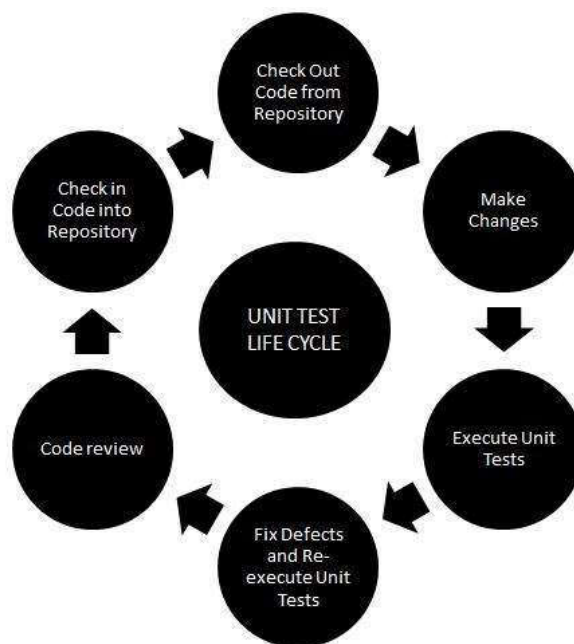 Check Out
Code from
Repository
Make
Changes
Execute Unit
Tests
Fix Defects
and Re-
execute Unit
Tests
Code review
Check in
Code into
Repository
UNIT TEST
LIFE CYCLE